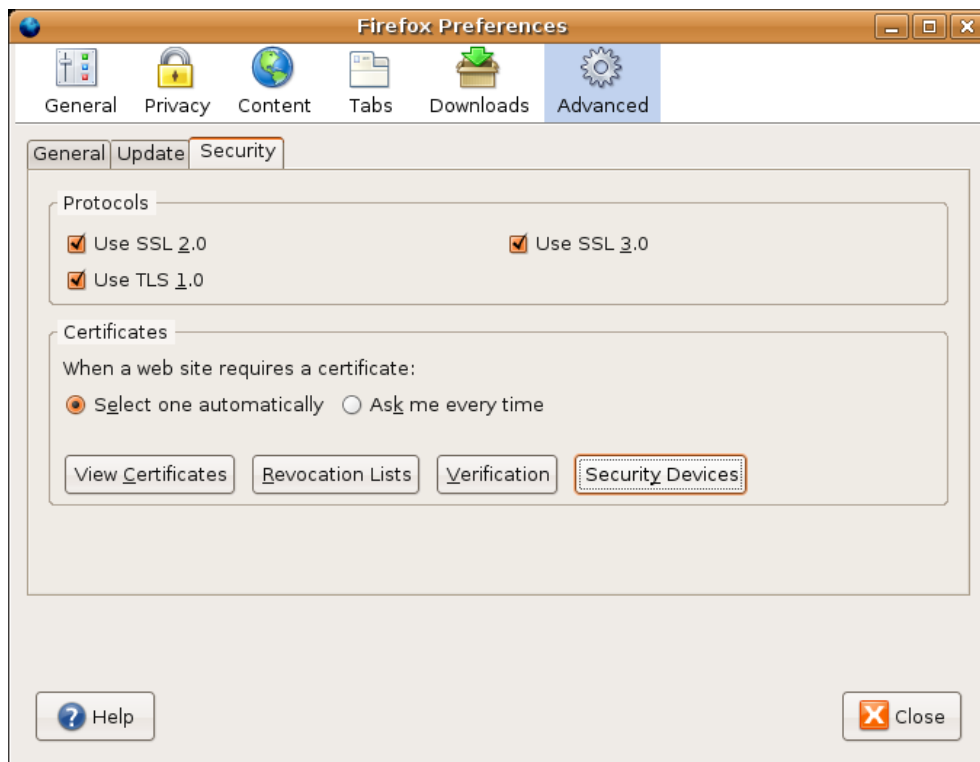 Firefox Preferences
General Privacy Content Tabs Downloads Advanced
General Update Security
Protocols
Use SSL 2.0 Use SSL 3.0
Use TLS 1.0
Certificates
When a web site requires a certificate:
Select one automatically Ask me every time
View Certificates Revocation Lists Verification Security Devices
Help Close